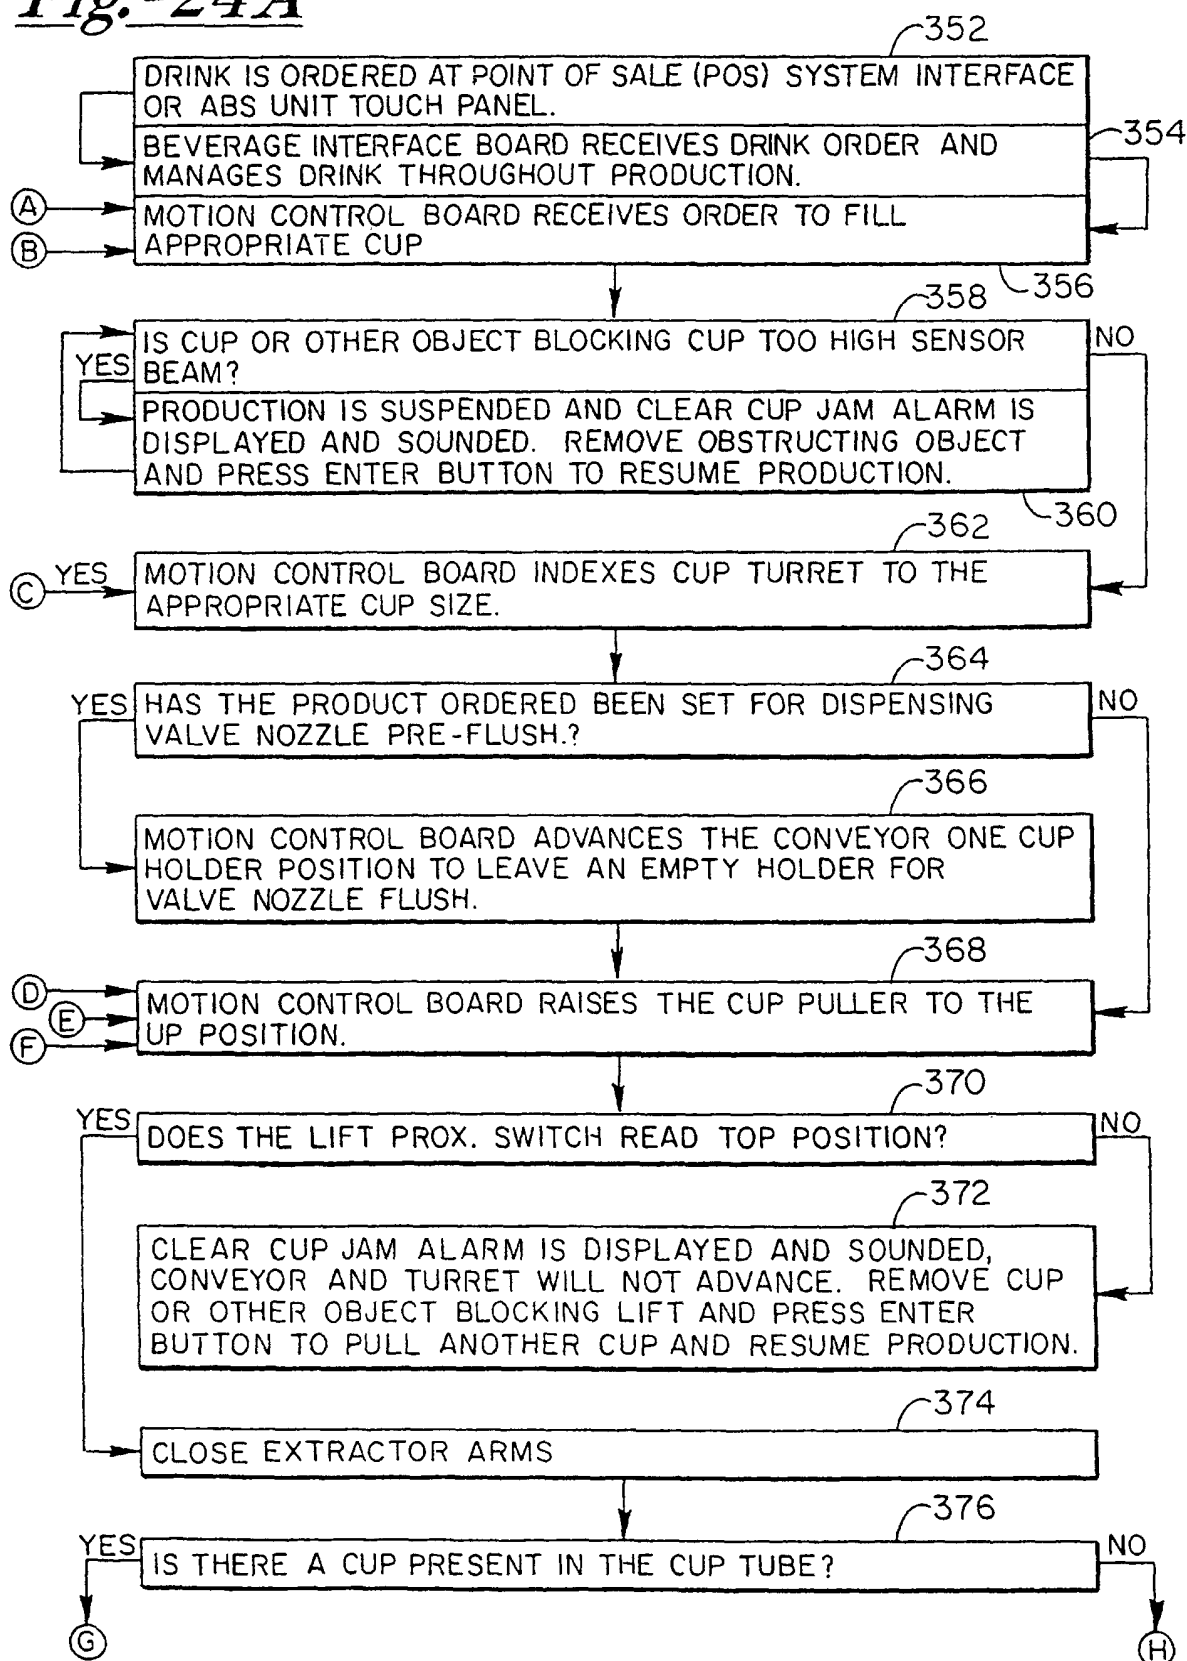 Fig.-24A
352
DRINK IS ORDERED AT POINT OF SALE (POS) SYSTEM INTERFACE
OR ABS UNIT TOUCH PANEL.
354
BEVERAGE INTERFACE BOARD RECEIVES DRINK ORDER AND
MANAGES DRINK THROUGHOUT PRODUCTION.
A
MOTION CONTROL BOARD RECEIVES ORDER TO FILL
B
APPROPRIATE CUP
356
358
IS CUP OR OTHER OBJECT BLOCKING CUP TOO HIGH SENSOR
BEAM?
YES
NO
PRODUCTION IS SUSPENDED AND CLEAR CUP JAM ALARM IS
DISPLAYED AND SOUNDED. REMOVE OBSTRUCTING OBJECT
AND PRESS ENTER BUTTON TO RESUME PRODUCTION.
360
362
C
YES
MOTION CONTROL BOARD INDEXES CUP TURRET TO THE
APPROPRIATE CUP SIZE.
364
YES
HAS THE PRODUCT ORDERED BEEN SET FOR DISPENSING
VALVE NOZZLE PRE-FLUSH.?
NO
366
MOTION CONTROL BOARD ADVANCES THE CONVEYOR ONE CUP
HOLDER POSITION TO LEAVE AN EMPTY HOLDER FOR
VALVE NOZZLE FLUSH.
368
D
E
F
MOTION CONTROL BOARD RAISES THE CUP PULLER TO THE
UP POSITION.
370
YES
DOES THE LIFT PROX. SWITCH READ TOP POSITION?
NO
372
CLEAR CUP JAM ALARM IS DISPLAYED AND SOUNDED,
CONVEYOR AND TURRET WILL NOT ADVANCE. REMOVE CUP
OR OTHER OBJECT BLOCKING LIFT AND PRESS ENTER
BUTTON TO PULL ANOTHER CUP AND RESUME PRODUCTION.
374
CLOSE EXTRACTOR ARMS
376
YES
IS THERE A CUP PRESENT IN THE CUP TUBE?
NO
G
H